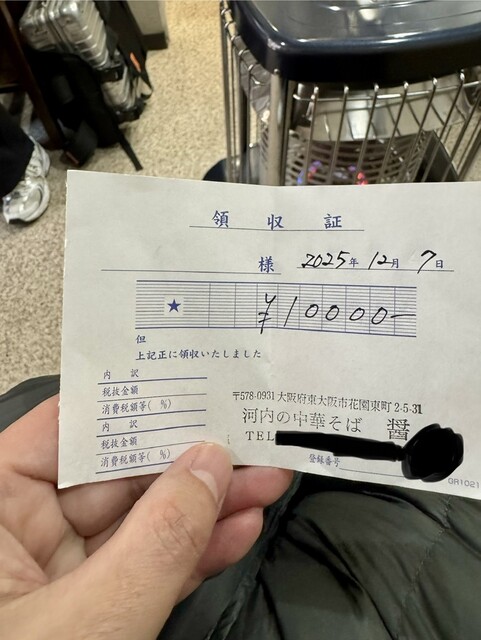 領収証
様 2025年 12月 7日
★ ¥10000-
但
上記正に領収いたしました
内訳
税抜金額
消費税額等( %)
内訳
税抜金額
消費税額等( %)
〒578-0931 大阪府東大阪市花園東町2-5-31
河内の中華そば 醤
TEL
登録番号
QR1021